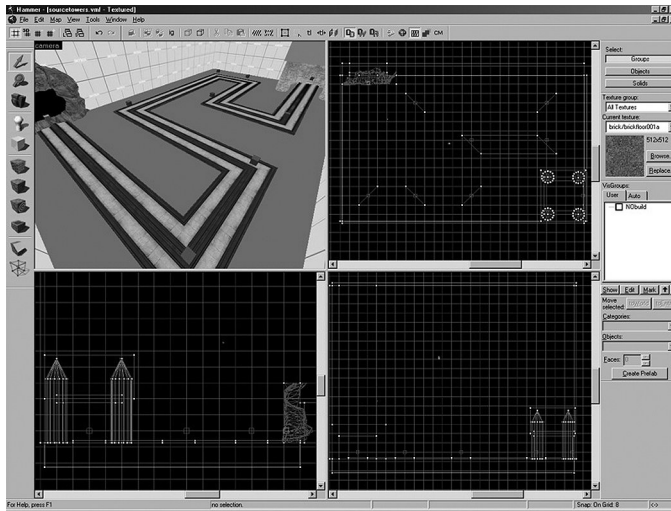 Hammer - [sourcetowers.vmf - Textured]
File Edit Map View Tools Window Help
CM
camera
Select:
Groups
Objects
Solids
Texture group:
All Textures
Current texture:
brick/brickfloor001a
512x512
Browse
Replace
VisGroups:
User Auto
NObuild
Show Edit Mark
Move
selected:
Categories:
Objects:
Faces:
Create Prefab
For Help, press F1
no selection.
Snap: On Grid: 8